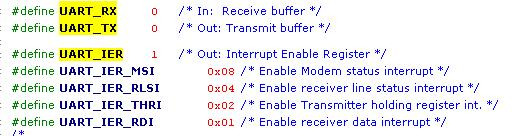 #define UART_RX 0 /* In: Receive buffer */
#define UART_TX 0 /* Out: Transmit buffer */
#define UART_IER 1 /* Out: Interrupt Enable Register */
#define UART_IER_MSI 0x08 /* Enable Modem status interrupt */
#define UART_IER_RLSI 0x04 /* Enable receiver line status interrupt */
#define UART_IER_THRI 0x02 /* Enable Transmitter holding register int. */
#define UART_IER_RDI 0x01 /* Enable receiver data interrupt */
/*